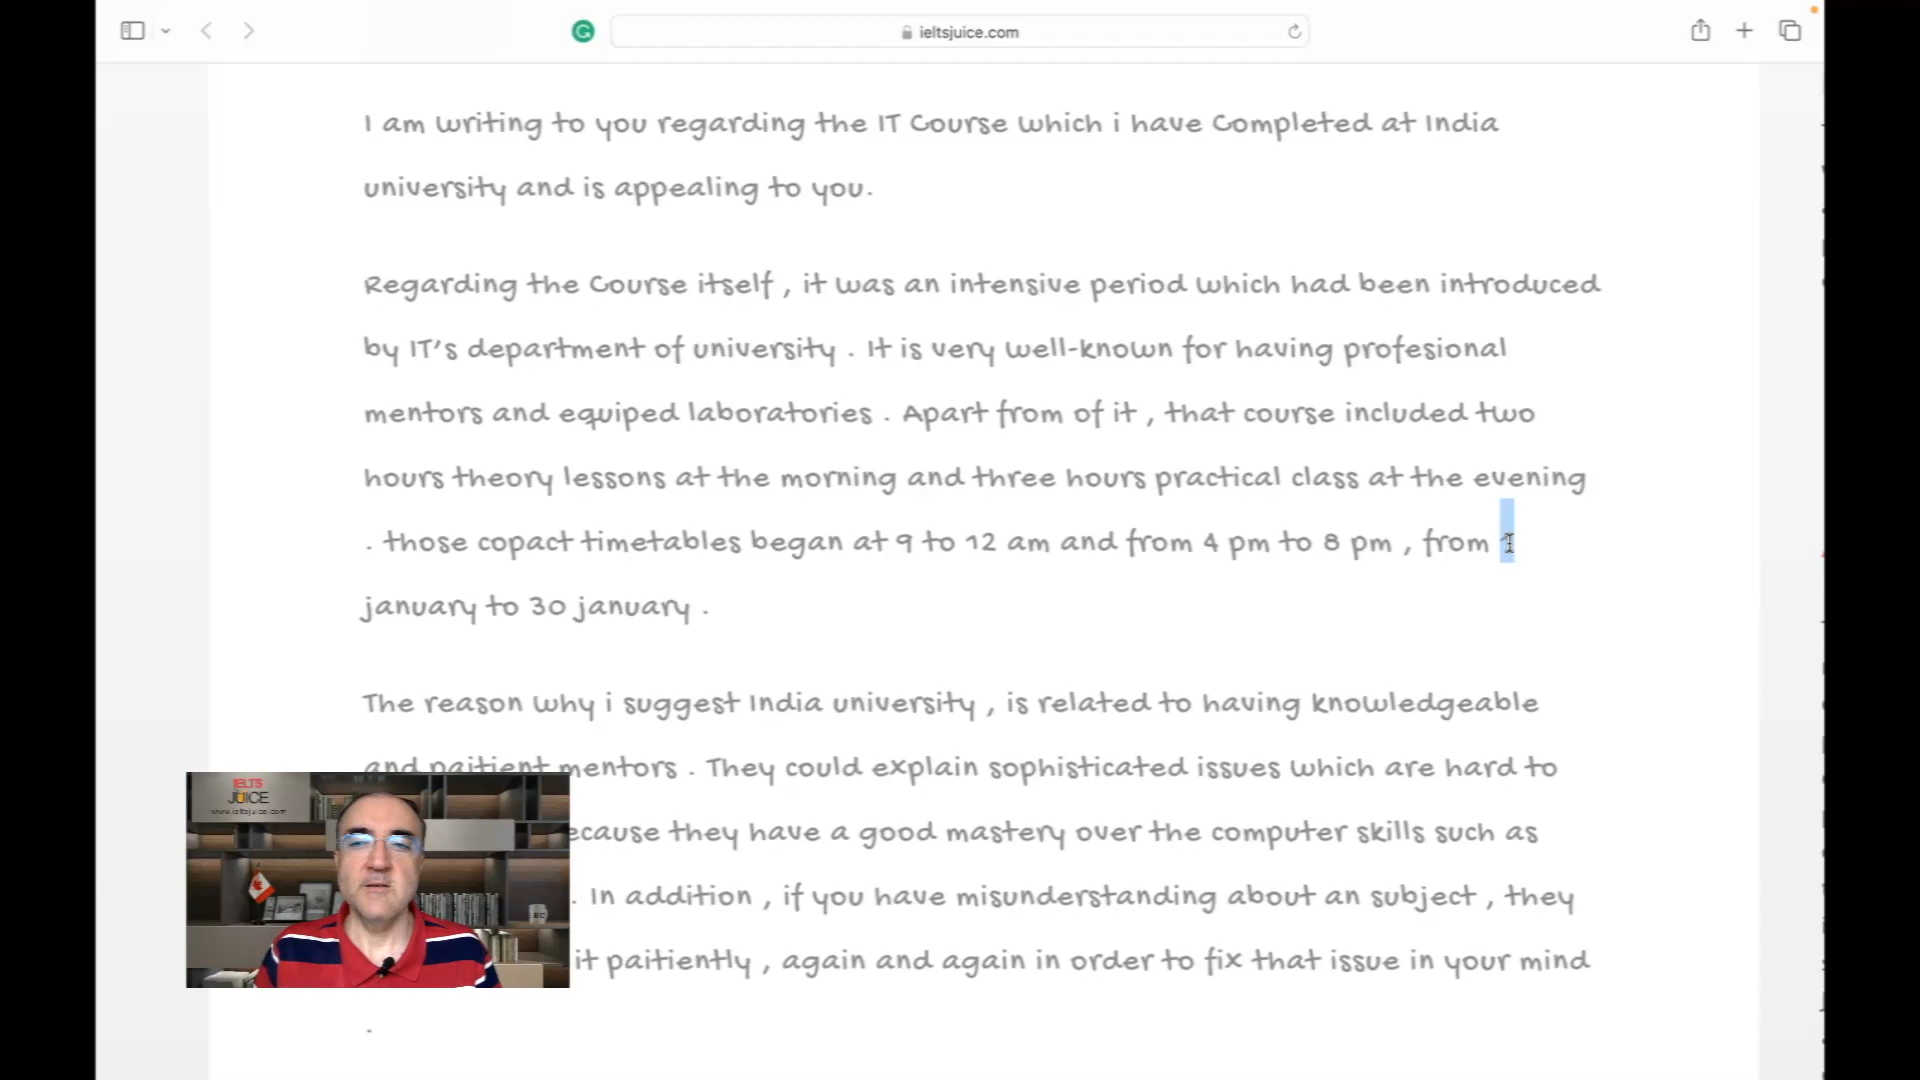 ieltsjuice.com
I am writing to you regarding the IT Course which i have Completed at India
university and is appealing to you.
Regarding the Course itself , it was an intensive period which had been introduced
by IT's department of university . It is very well-known for having profesional
mentors and equiped laboratories . Apart from of it , that course included two
hours theory lessons at the morning and three hours practical class at the evening
. those copact timetables began at 9 to 12 am and from 4 pm to 8 pm , from 1
january to 30 january .
The reason why i suggest India university , is related to having knowledgeable
and paitient mentors . They could explain sophisticated issues which are hard to
ecause they have a good mastery over the computer skills such as
. In addition , if you have misunderstanding about an subject , they
it paitiently , again and again in order to fix that issue in your mind
.
IELTS
JUICE
www.ieltsjuice.com